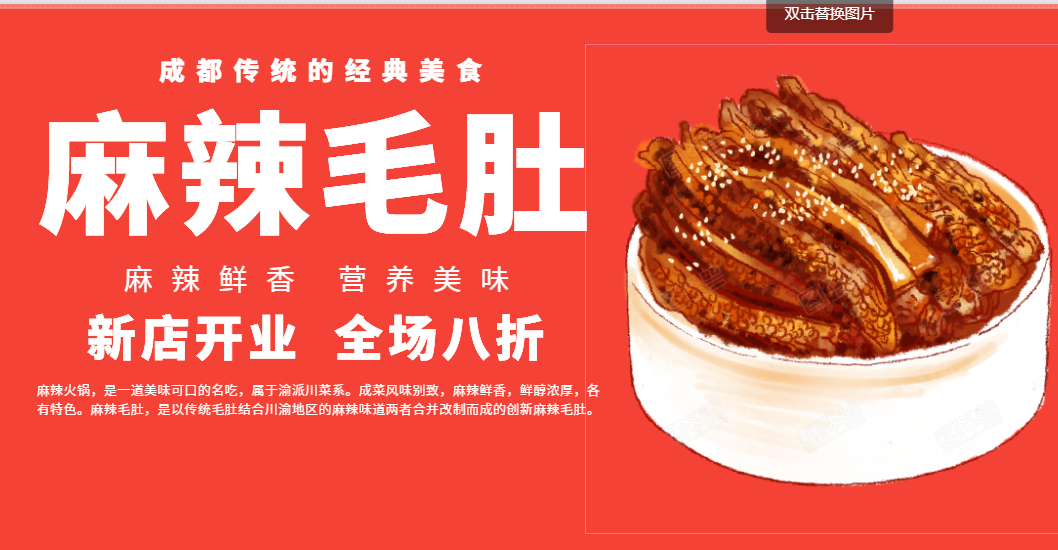 双击替换图片
成都传统的经典美食
麻辣毛肚
麻辣鲜香 营养美味
新店开业 全场八折
麻辣火锅，是一道美味可口的名吃，属于渝派川菜系。成菜风味别致，麻辣鲜香，鲜醇浓厚，各
有特色。麻辣毛肚，是以传统毛肚结合川渝地区的麻辣味道两者合并改制而成的创新麻辣毛肚。